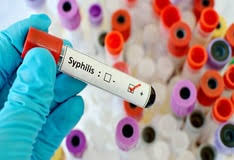 Syphilis : ☐ -
☑ +